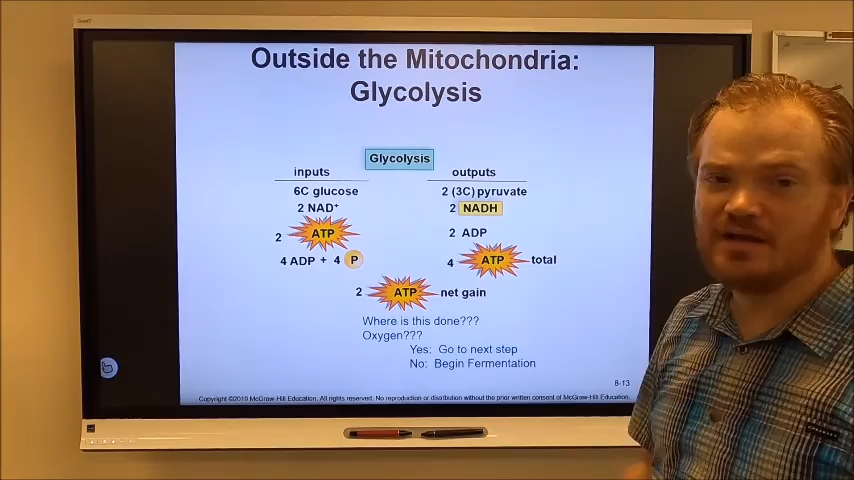 SMART
Outside the Mitochondria:
Glycolysis
Glycolysis
inputs outputs
6C glucose 2 (3C) pyruvate
2 NAD+ 2 NADH
2 ATP 2 ADP
4 ADP + 4 P 4 ATP total
2 ATP net gain
Where is this done???
Oxygen???
Yes: Go to next step
No: Begin Fermentation
8-13
Copyright ©2019 McGraw-Hill Education. All rights reserved. No reproduction or distribution without the prior written consent of McGraw-Hill Education.